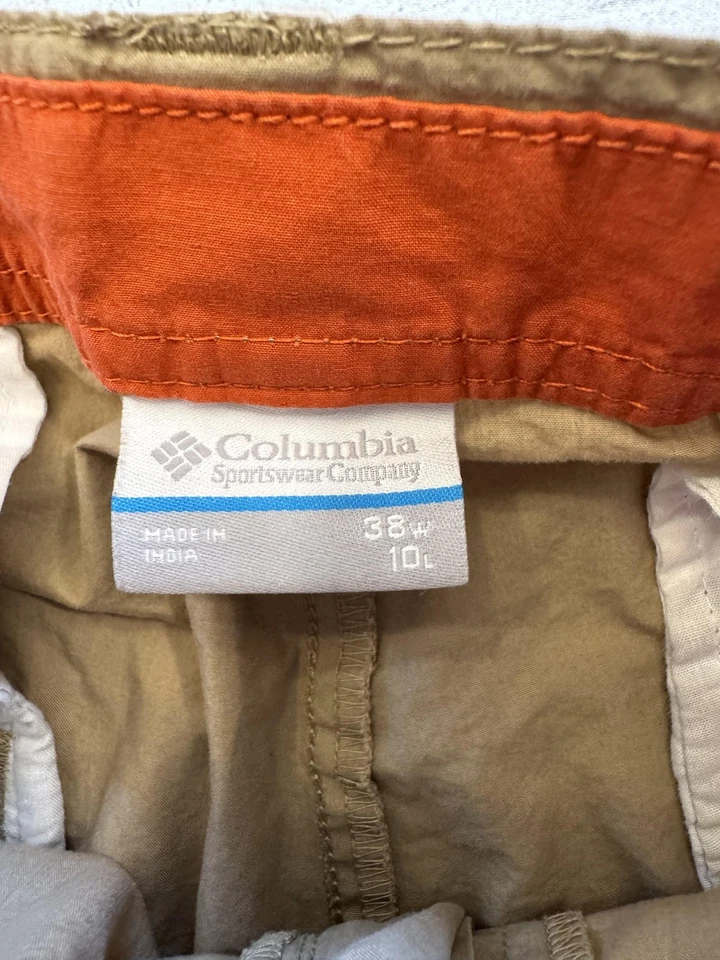 Columbia
Sportswear Company
MADE IN
INDIA
38W
10L